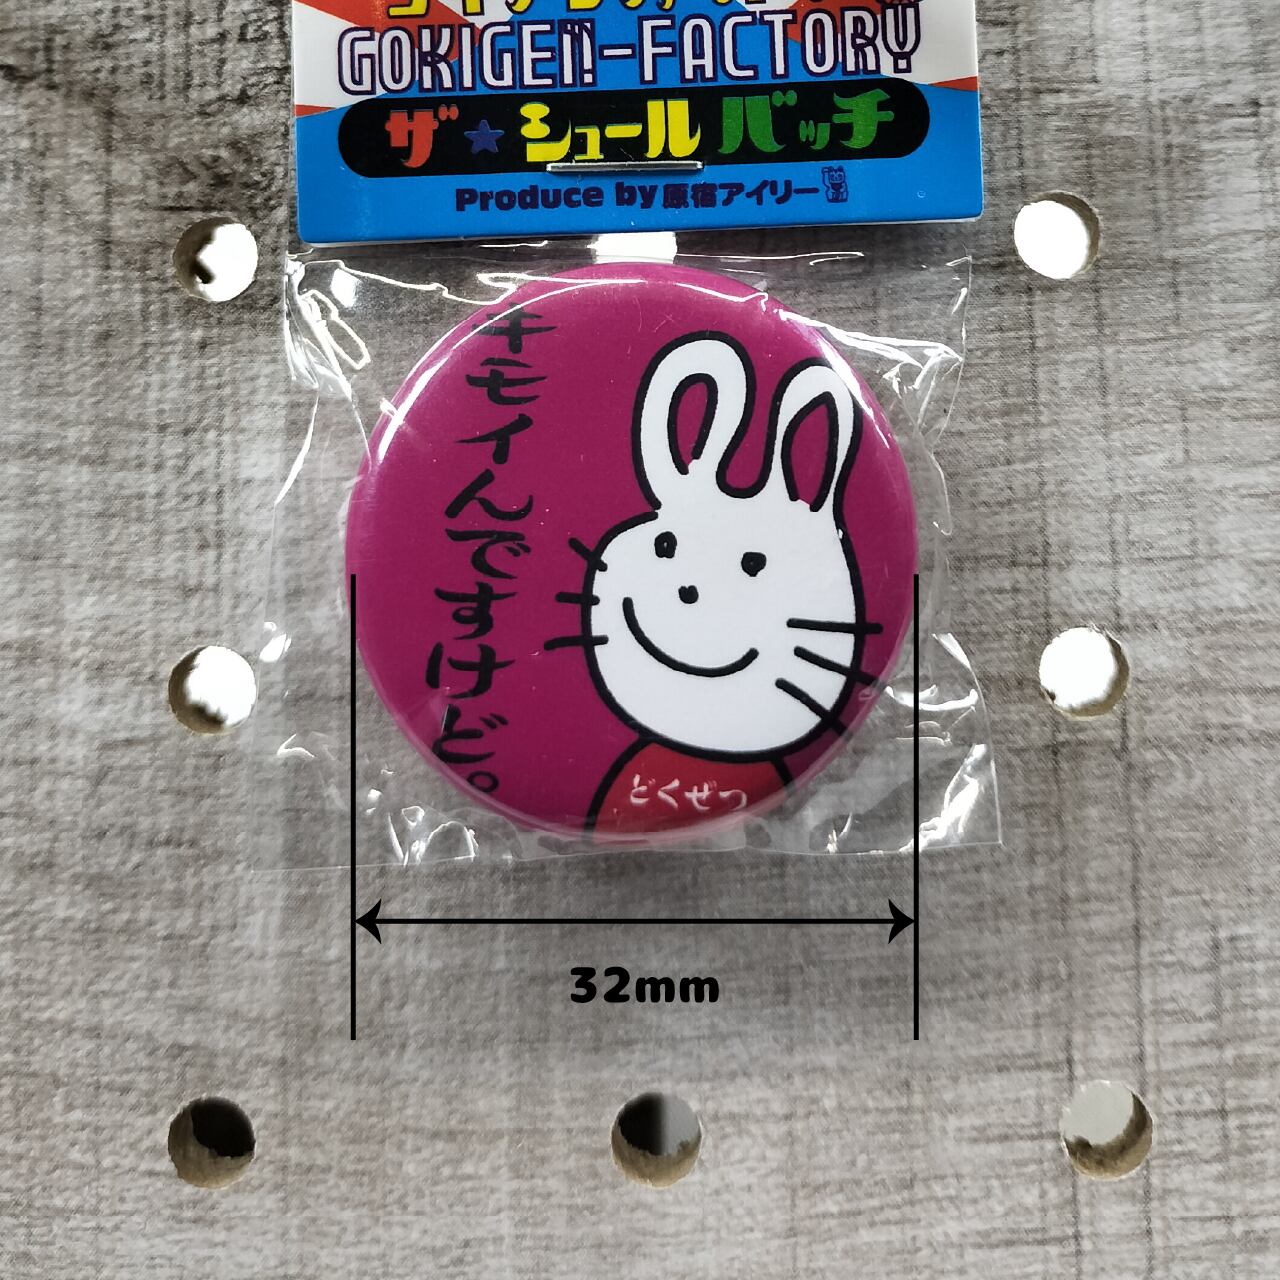 GOKIGEN!-FACTORY
ザ★シュールバッチ
Produce by 原宿アイリー
キモイんですけど。
どくぜつ
32mm